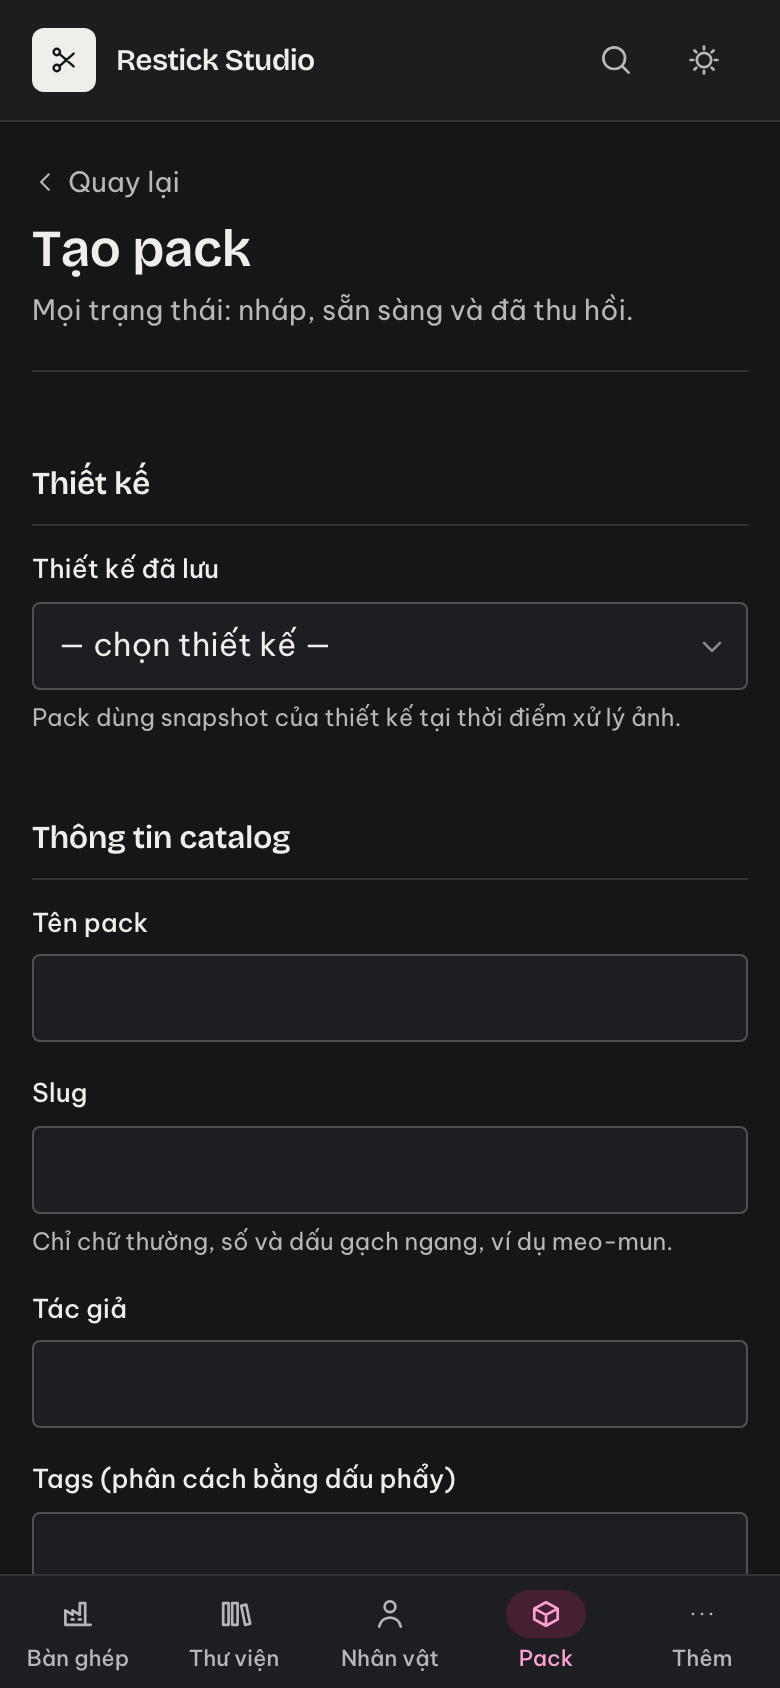 Restick Studio
Quay lại
Tạo pack
Mọi trạng thái: nháp, sẵn sàng và đã thu hồi.
Thiết kế
Thiết kế đã lưu
— chọn thiết kế —
Pack dùng snapshot của thiết kế tại thời điểm xử lý ảnh.
Thông tin catalog
Tên pack
Slug
Chỉ chữ thường, số và dấu gạch ngang, ví dụ meo-mun.
Tác giả
Tags (phân cách bằng dấu phẩy)
Bàn ghép
Thư viện
Nhân vật
Pack
Thêm